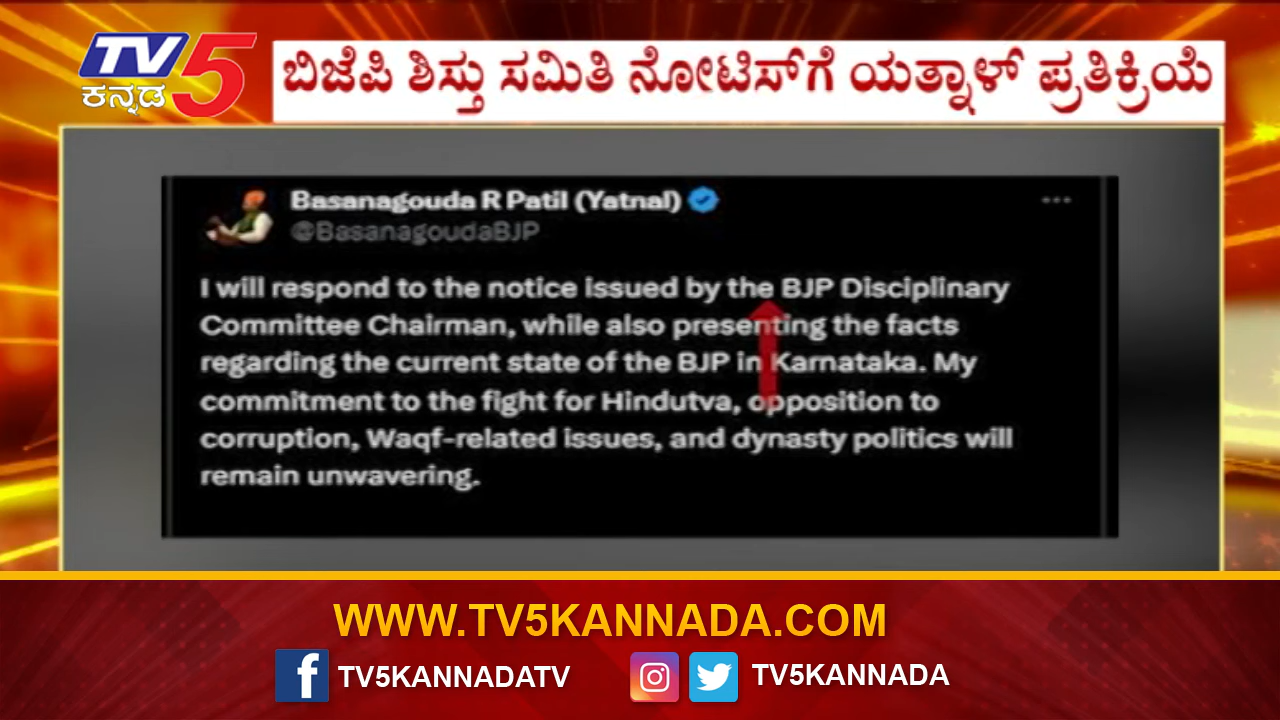 TV5
ಕನ್ನಡ
ಬಿಜೆಪಿ ಶಿಸ್ತು ಸಮಿತಿ ನೋಟಿಸ್‌ಗೆ ಯತ್ನಾಳ್ ಪ್ರತಿಕ್ರಿಯೆ
Basanagouda R Patil (Yatnal)
@BasanagoudaBJP
I will respond to the notice issued by the BJP Disciplinary
Committee Chairman, while also presenting the facts
regarding the current state of the BJP in Karnataka. My
commitment to the fight for Hindutva, opposition to
corruption, Waqf-related issues, and dynasty politics will
remain unwavering.
WWW.TV5KANNADA.COM
TV5KANNADATV
TV5KANNADA